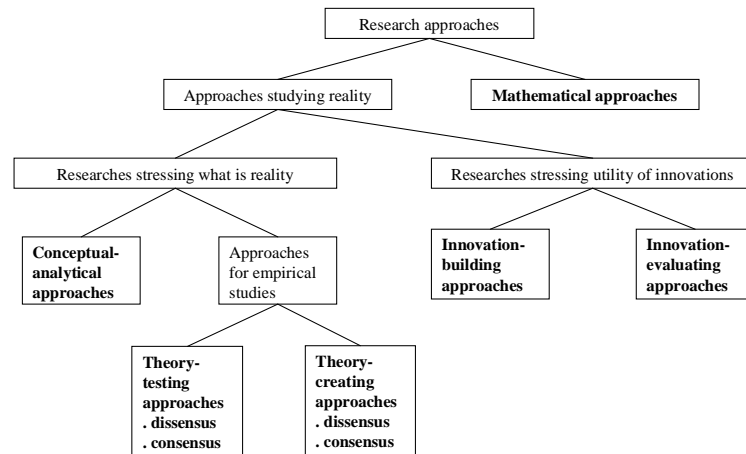 Research approaches
Approaches studying reality
Mathematical approaches
Researches stressing what is reality
Researches stressing utility of innovations
Conceptual-
analytical
approaches
Approaches
for empirical
studies
Innovation-
building
approaches
Innovation-
evaluating
approaches
Theory-
testing
approaches
. dissensus
. consensus
Theory-
creating
approaches
. dissensus
. consensus